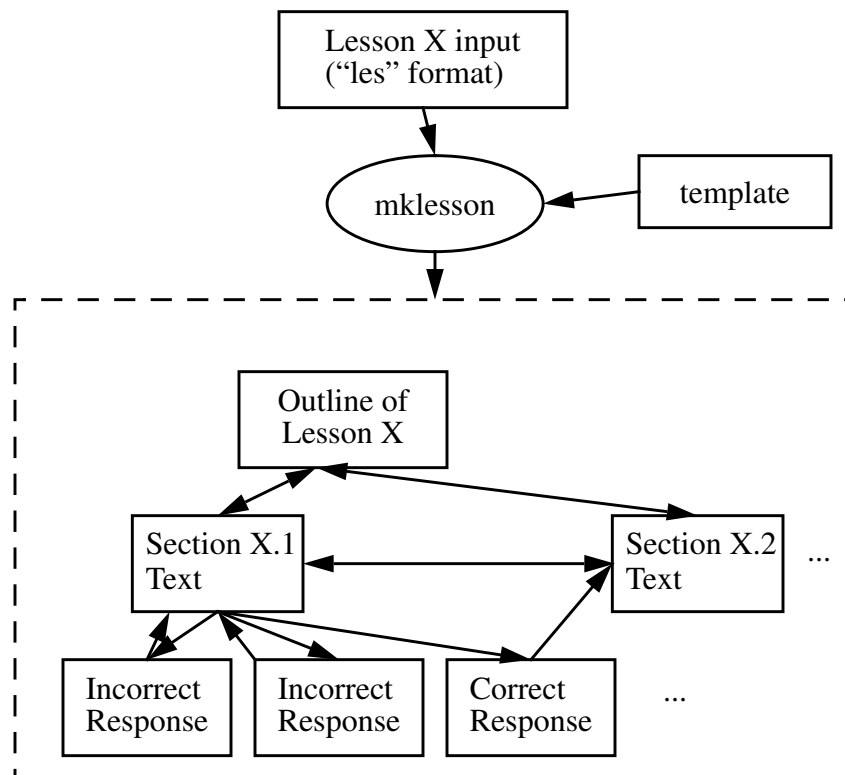 Lesson X input
(“les” format)
mklesson
template
Outline of
Lesson X
Section X.1
Text
Section X.2
Text
...
Incorrect
Response
Incorrect
Response
Correct
Response
...